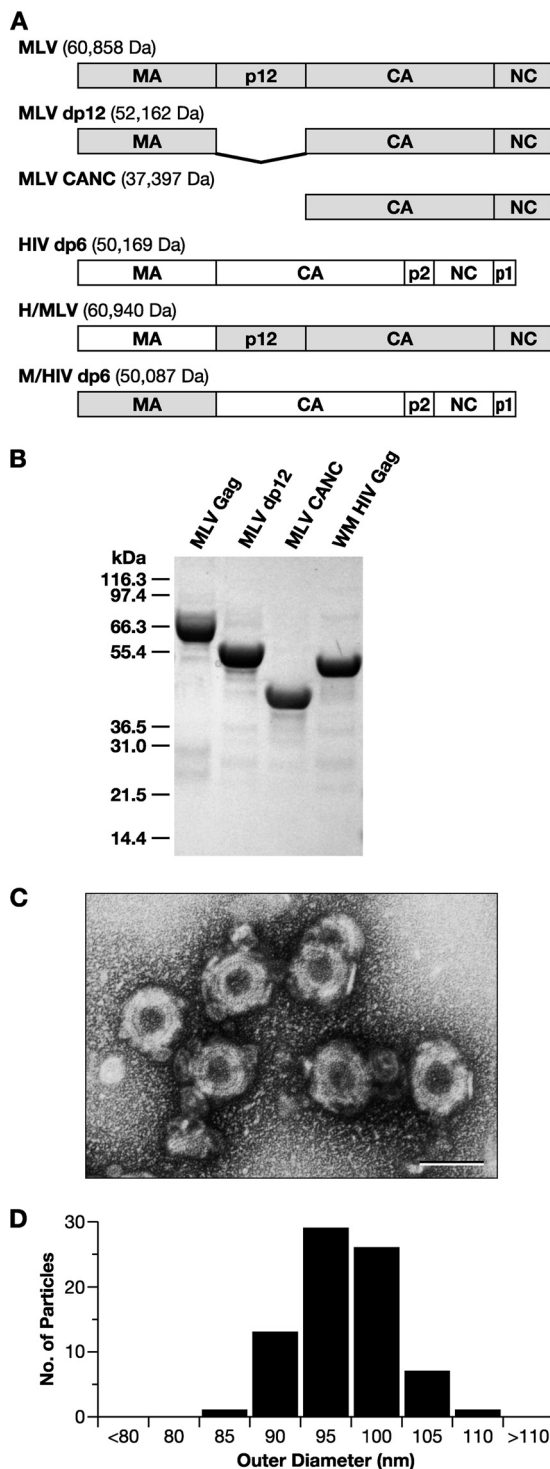 A
MLV (60,858 Da)
MA p12 CA NC
MLV dp12 (52,162 Da)
MA CA NC
MLV CANC (37,397 Da)
CA NC
HIV dp6 (50,169 Da)
MA CA p2 NC p1
H/MLV (60,940 Da)
MA p12 CA NC
M/HIV dp6 (50,087 Da)
MA CA p2 NC p1
B
MLV Gag MLV dp12 MLV CANC WM HIV Gag
kDa
116.3
97.4
66.3
55.4
36.5
31.0
21.5
14.4
C
D
30
20
10
0
No. of Particles
<80 80 85 90 95 100 105 110 >110
Outer Diameter (nm)